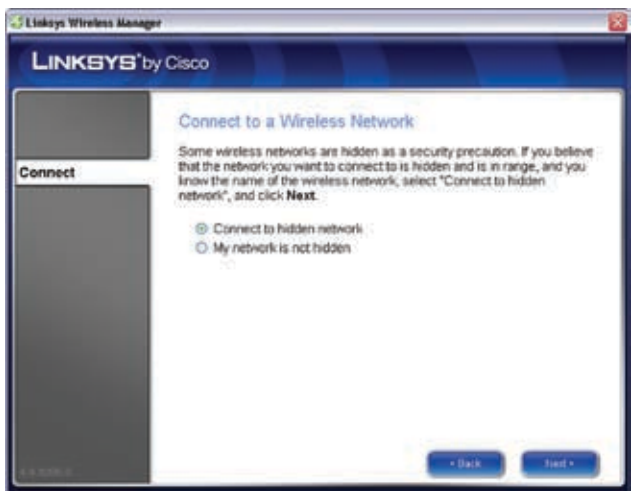 Linksys Wireless Manager
LINKSYS® by Cisco
Connect to a Wireless Network
Some wireless networks are hidden as a security precaution. If you believe
that the network you want to connect to is hidden and is in range, and you
know the name of the wireless network, select "Connect to hidden
network", and click Next.
Connect
Connect to hidden network
My network is not hidden
Back
Next